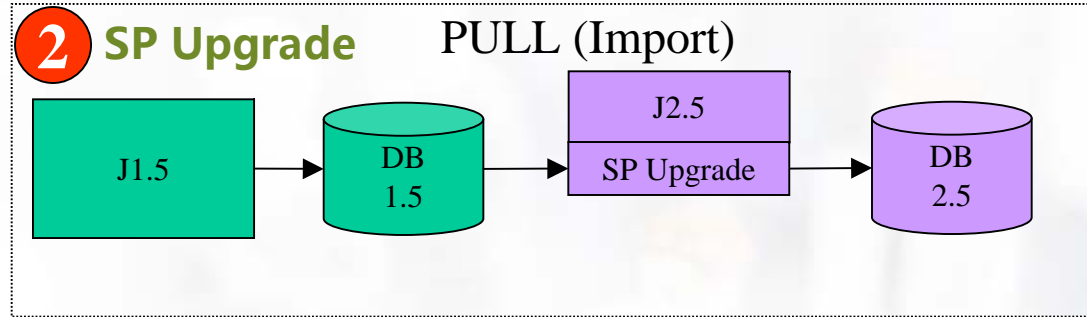 2 SP Upgrade PULL (Import)
J1.5
DB
1.5
J2.5
SP Upgrade
DB
2.5